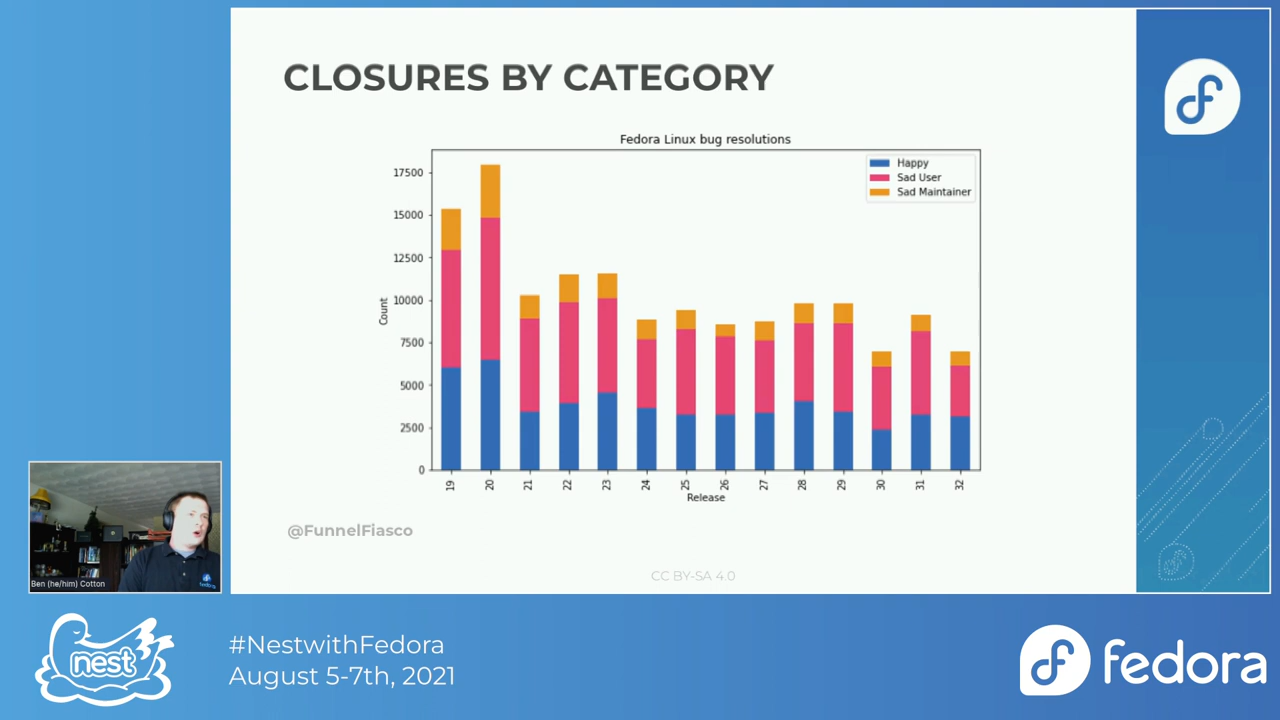 CLOSURES BY CATEGORY
Fedora Linux bug resolutions
Happy
Sad User
Sad Maintainer
17500
15000
12500
10000
7500
5000
2500
0
Count
19 20 21 22 23 24 25 26 27 28 29 30 31 32
Release
@FunnelFiasco
CC BY-SA 4.0
Ben (he/him) Cotton
fedora
nest
#NestwithFedora
August 5-7th, 2021
fedora